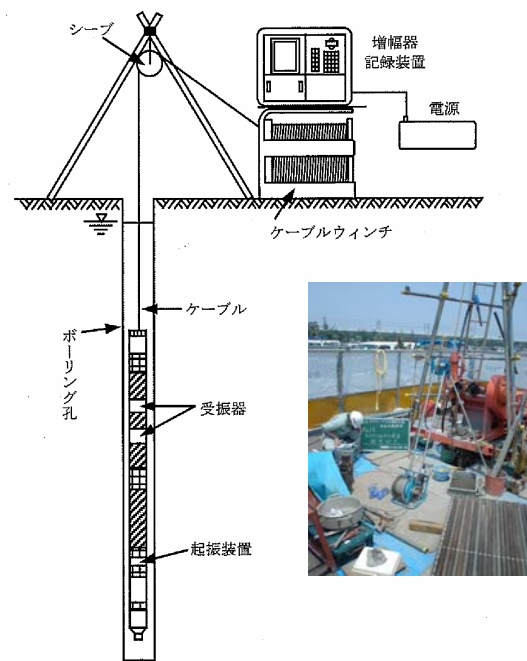 シーブ
増幅器
記録装置
電源
ケーブルウィンチ
ケーブル
ボーリング孔
受振器
起振装置